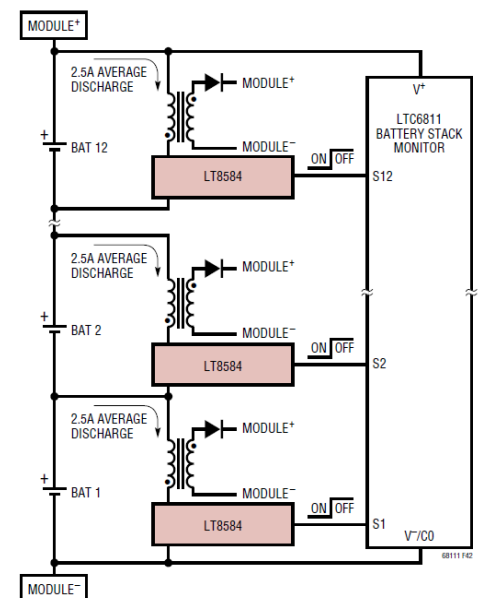 MODULE+
2.5A AVERAGE
DISCHARGE
MODULE+
V+
LTC6811
BATTERY STACK
MONITOR
+
BAT 12
MODULE−
ON OFF
LT8584
S12
2.5A AVERAGE
DISCHARGE
MODULE+
+
BAT 2
MODULE−
ON OFF
LT8584
S2
2.5A AVERAGE
DISCHARGE
MODULE+
+
BAT 1
MODULE−
ON OFF
LT8584
S1
V−/C0
68111 F42
MODULE−